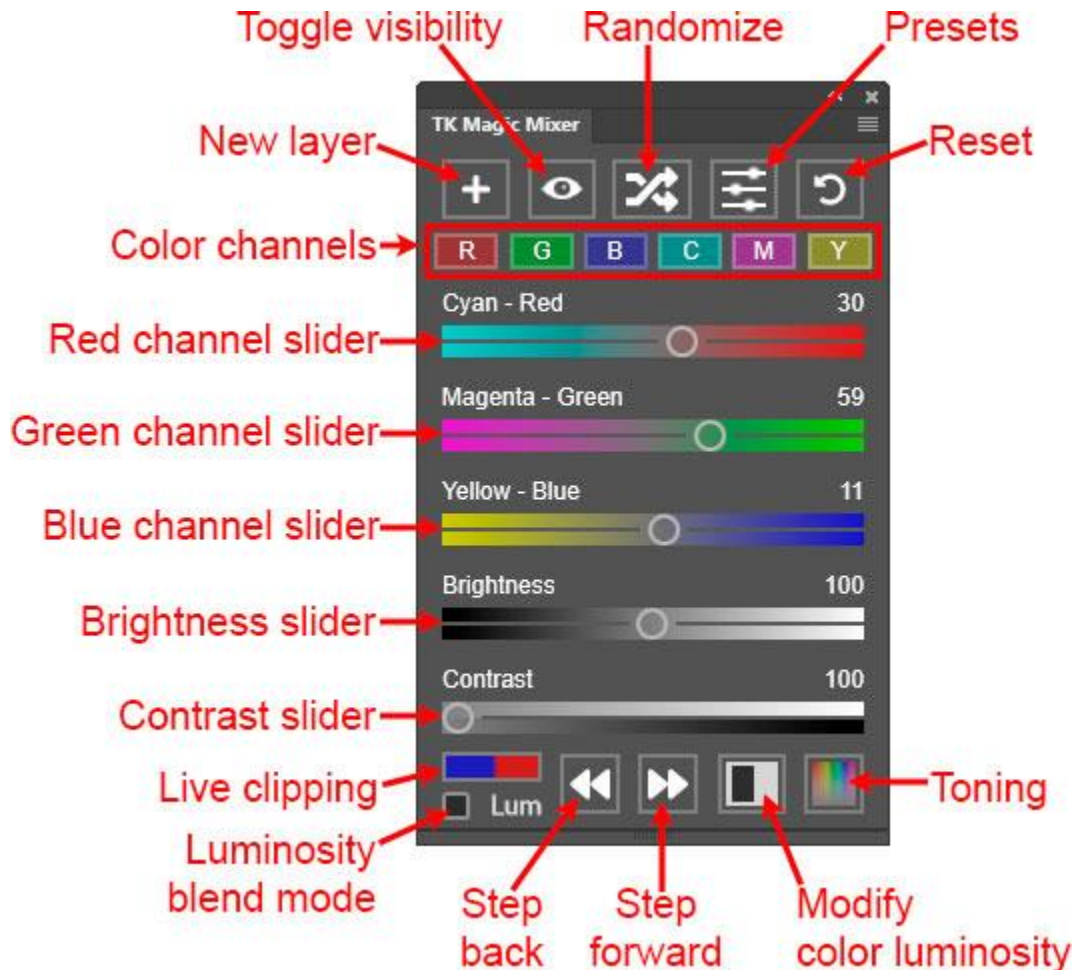 Toggle visibility
Randomize
Presets
TK Magic Mixer
New layer
Reset
Color channels
R G B C M Y
Cyan - Red 30
Red channel slider
Magenta - Green 59
Green channel slider
Yellow - Blue 11
Blue channel slider
Brightness 100
Brightness slider
Contrast 100
Contrast slider
Live clipping
Lum
Toning
Luminosity
blend mode
Step
back
Step
forward
Modify
color luminosity